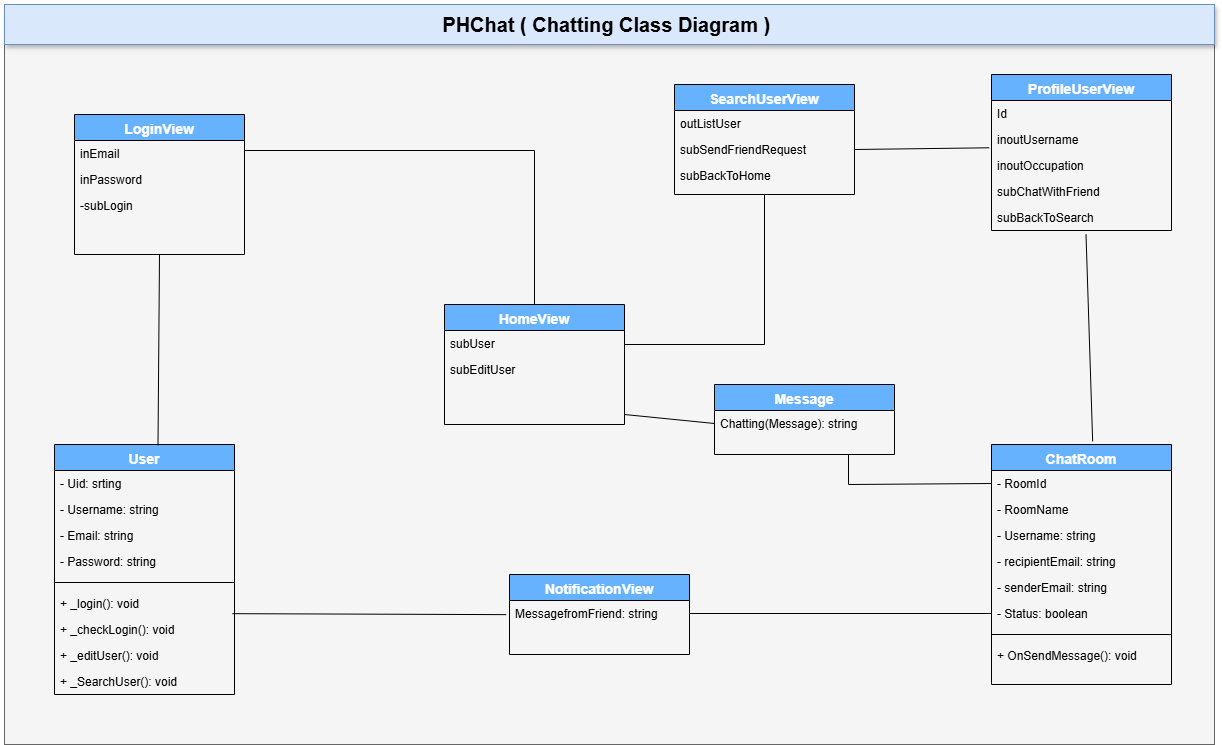 PHChat ( Chatting Class Diagram )
LoginView
inEmail
inPassword
-subLogin
SearchUserView
outListUser
subSendFriendRequest
subBackToHome
ProfileUserView
Id
inoutUsername
inoutOccupation
subChatWithFriend
subBackToSearch
HomeView
subUser
subEditUser
Message
Chatting(Message): string
User
- Uid: srting
- Username: string
- Email: string
- Password: string
+ _login(): void
+ _checkLogin(): void
+ _editUser(): void
+ _SearchUser(): void
NotificationView
MessagefromFriend: string
ChatRoom
- RoomId
- RoomName
- Username: string
- recipientEmail: string
- senderEmail: string
- Status: boolean
+ OnSendMessage(): void